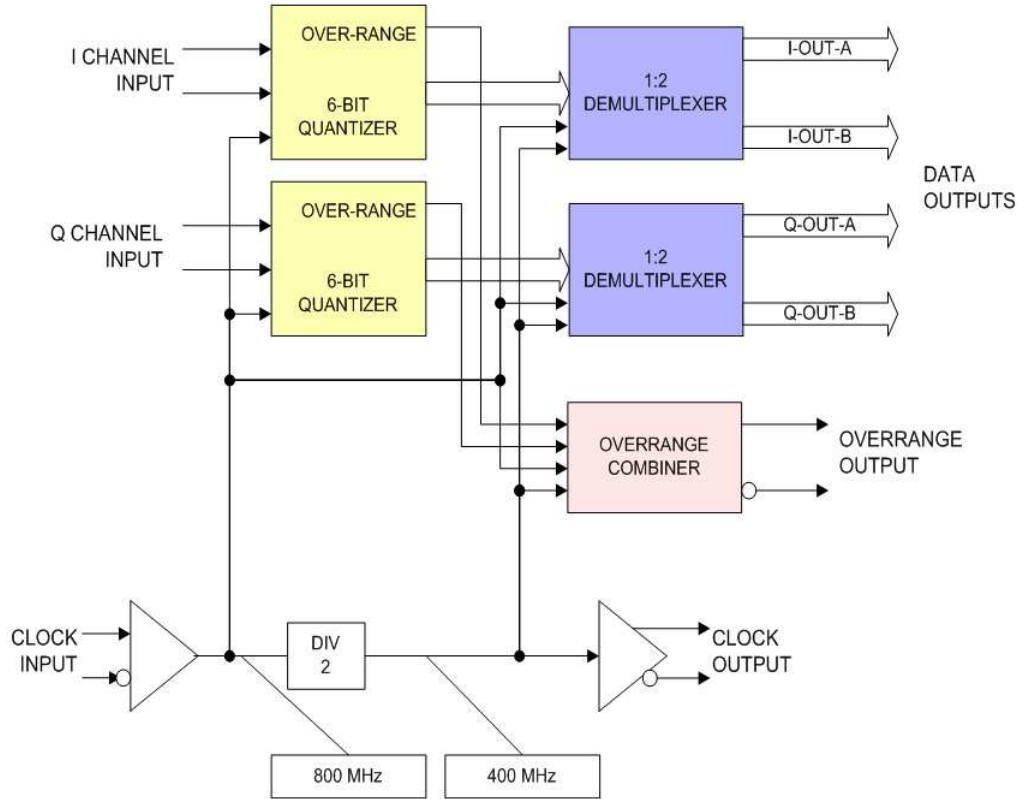 I CHANNEL
INPUT
OVER-RANGE
6-BIT
QUANTIZER
1:2
DEMULTIPLEXER
I-OUT-A
I-OUT-B
DATA
OUTPUTS
Q CHANNEL
INPUT
OVER-RANGE
6-BIT
QUANTIZER
1:2
DEMULTIPLEXER
Q-OUT-A
Q-OUT-B
OVERRANGE
COMBINER
OVERRANGE
OUTPUT
CLOCK
INPUT
DIV
2
CLOCK
OUTPUT
800 MHz
400 MHz